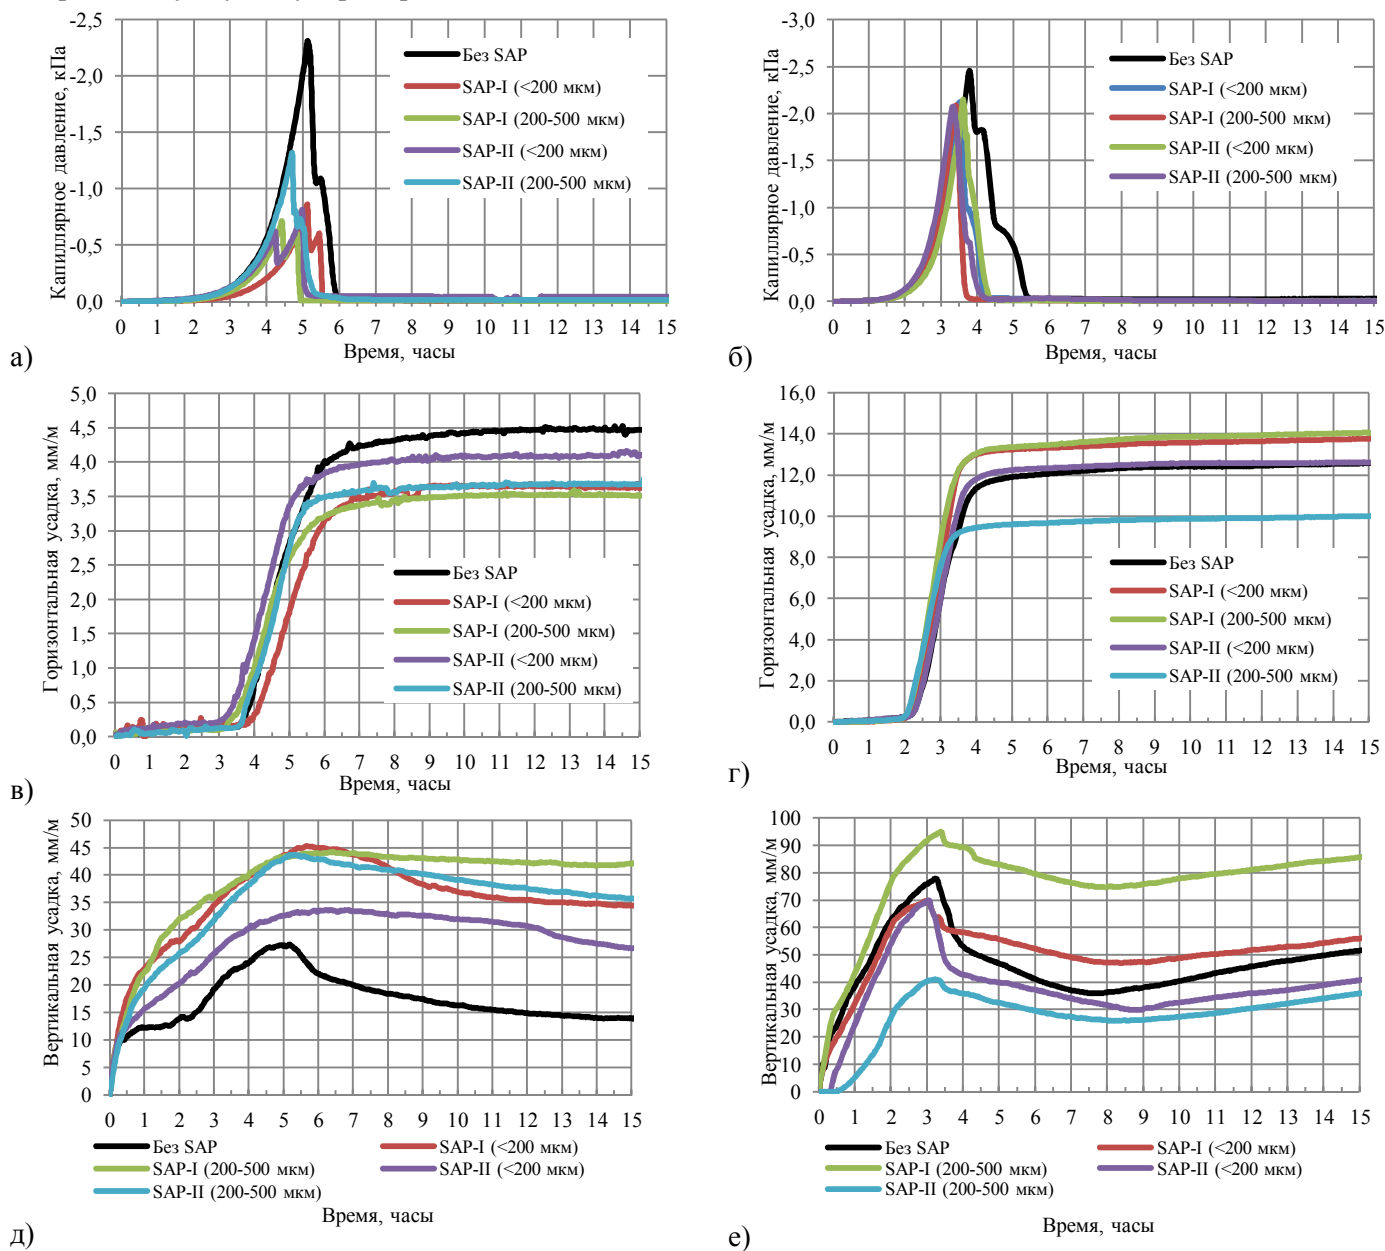 -2,5
-2,0
-1,5
-1,0
-0,5
0,0
Капиллярное давление, кПа
Без SAP
SAP-I (<200 мкм)
SAP-I (200-500 мкм)
SAP-II (<200 мкм)
SAP-II (200-500 мкм)
0 1 2 3 4 5 6 7 8 9 10 11 12 13 14 15
Время, часы
а)
-3,0
-2,5
-2,0
-1,5
-1,0
-0,5
0,0
Капиллярное давление, кПа
Без SAP
SAP-I (<200 мкм)
SAP-I (200-500 мкм)
SAP-II (<200 мкм)
SAP-II (200-500 мкм)
0 1 2 3 4 5 6 7 8 9 10 11 12 13 14 15
Время, часы
б)
5,0
4,5
4,0
3,5
3,0
2,5
2,0
1,5
1,0
0,5
0,0
Горизонтальная усадка, мм/м
Без SAP
SAP-I (<200 мкм)
SAP-I (200-500 мкм)
SAP-II (<200 мкм)
SAP-II (200-500 мкм)
0 1 2 3 4 5 6 7 8 9 10 11 12 13 14 15
Время, часы
в)
16,0
14,0
12,0
10,0
8,0
6,0
4,0
2,0
0,0
Горизонтальная усадка, мм/м
Без SAP
SAP-I (<200 мкм)
SAP-I (200-500 мкм)
SAP-II (<200 мкм)
SAP-II (200-500 мкм)
0 1 2 3 4 5 6 7 8 9 10 11 12 13 14 15
Время, часы
г)
50
45
40
35
30
25
20
15
10
5
0
Вертикальная усадка, мм/м
0 1 2 3 4 5 6 7 8 9 10 11 12 13 14 15
Без SAP
SAP-I (<200 мкм)
SAP-I (200-500 мкм)
SAP-II (<200 мкм)
SAP-II (200-500 мкм)
Время, часы
д)
100
90
80
70
60
50
40
30
20
10
0
Вертикальная усадка, мм/м
0 1 2 3 4 5 6 7 8 9 10 11 12 13 14 15
Без SAP
SAP-I (<200 мкм)
SAP-I (200-500 мкм)
SAP-II (<200 мкм)
SAP-II (200-500 мкм)
Время, часы
е)